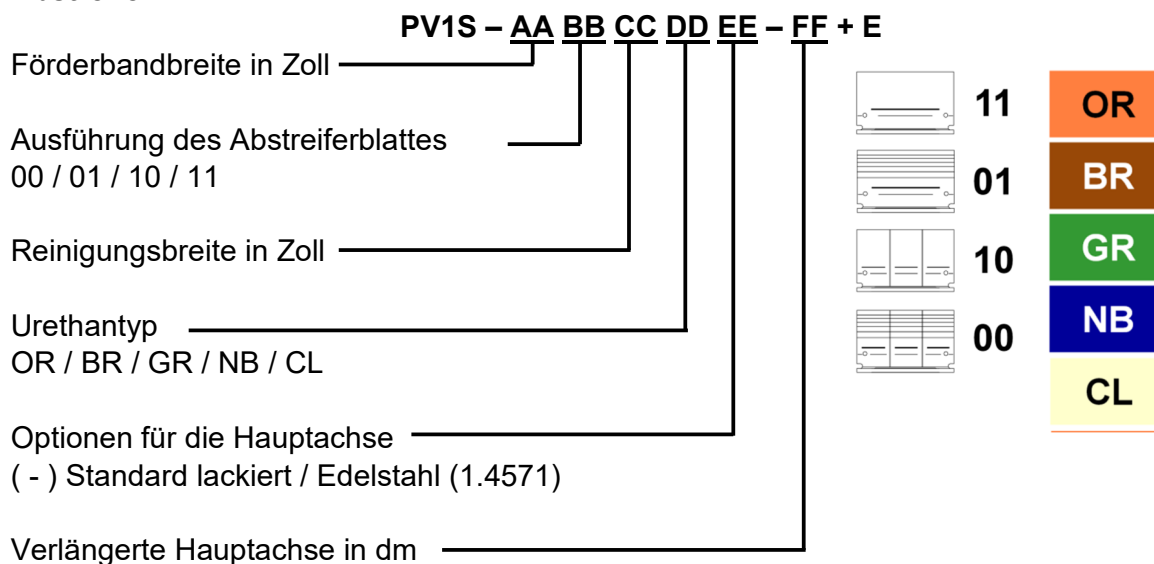 PV1S – AA BB CC DD EE – FF + E
Förderbandbreite in Zoll
Ausführung des Abstreiferblattes
00 / 01 / 10 / 11
Reinigungsbreite in Zoll
Urethantyp
OR / BR / GR / NB / CL
Optionen für die Hauptachse
( - ) Standard lackiert / Edelstahl (1.4571)
Verlängerte Hauptachse in dm
11
01
10
00
OR
BR
GR
NB
CL